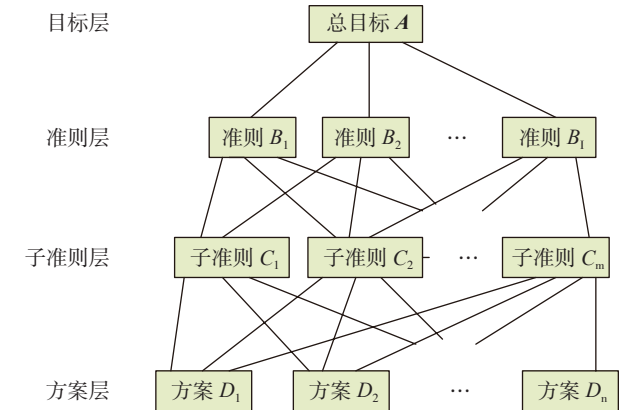 目标层 总目标 A
准则层 准则 B₁ 准则 B₂ … 准则 B₁
子准则层 子准则 C₁ 子准则 C₂ … 子准则 Cₘ
方案层 方案 D₁ 方案 D₂ … 方案 Dₙ